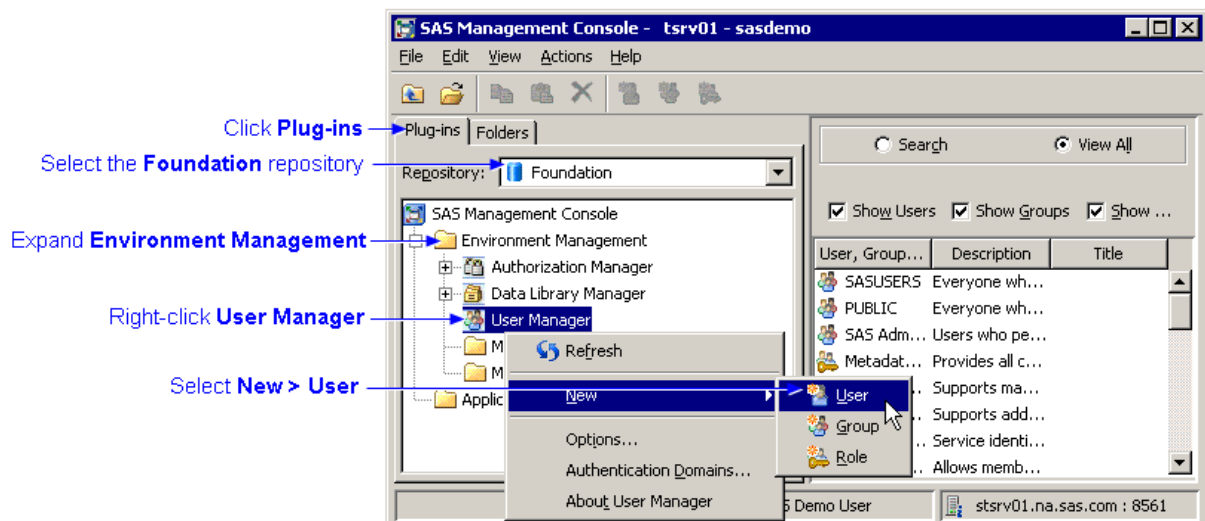 SAS Management Console - tsrv01 - sasdemo
File Edit View Actions Help
Click Plug-ins
Plug-ins Folders
Search View All
Select the Foundation repository
Repository: Foundation
Show Users Show Groups Show ...
SAS Management Console
Expand Environment Management
Environment Management
User, Group... Description Title
Authorization Manager
SASUSERS Everyone wh...
Data Library Manager
PUBLIC Everyone wh...
Right-click User Manager
User Manager
SAS Adm... Users who pe...
M
Refresh
Metadat... Provides all c...
M
Select New > User
Applic
New
User
Supports ma...
Group
Supports add...
Options...
.. Service identi...
Authentication Domains...
Role
.. Allows memb...
About User Manager
Demo User
stsrv01.na.sas.com : 8561